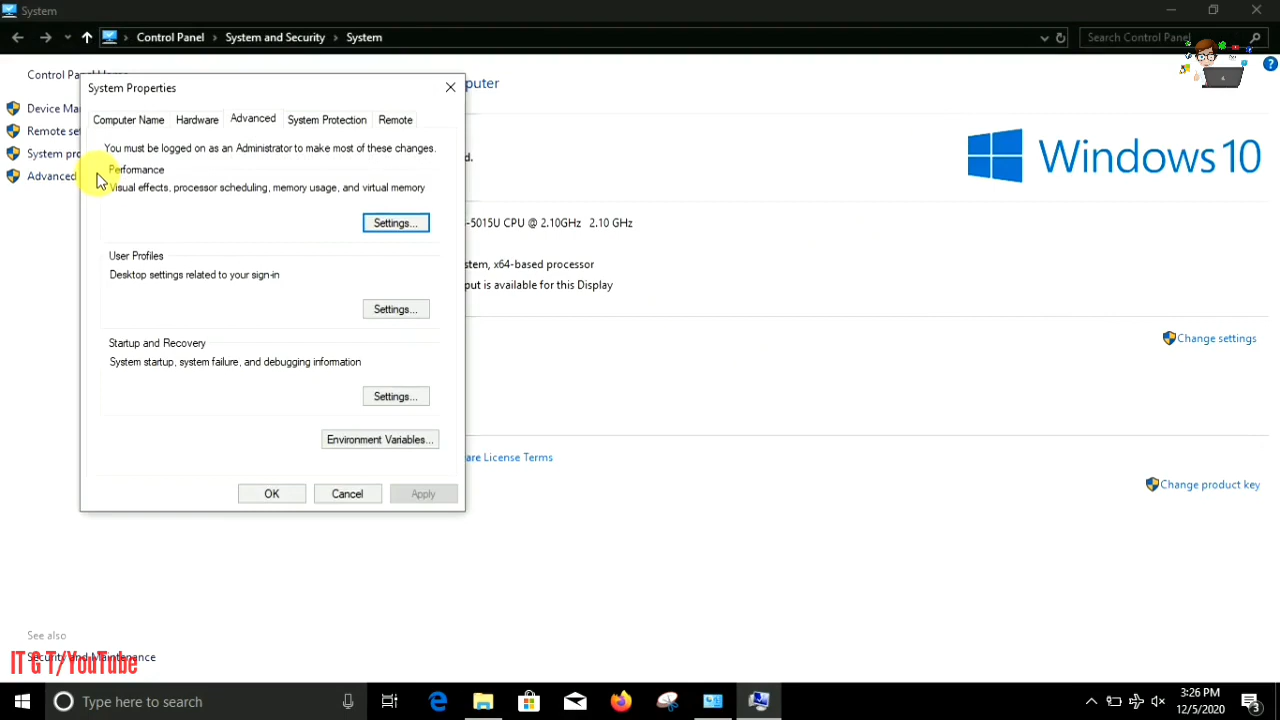 System
Control Panel > System and Security > System
Search Control Panel
Control Panel
System Properties
puter
Computer Name Hardware Advanced System Protection Remote
Device Ma
Remote se
System pro
Advanced
You must be logged on as an Administrator to make most of these changes.
Performance
Visual effects, processor scheduling, memory usage, and virtual memory
Settings...
User Profiles
Desktop settings related to your sign-in
Settings...
Startup and Recovery
System startup, system failure, and debugging information
Settings...
Environment Variables...
OK Cancel Apply
d.
Windows 10
-5015U CPU @ 2.10GHz 2.10 GHz
stem, x64-based processor
put is available for this Display
Change settings
are License Terms
Change product key
See also
Security and Maintenance
IT G T/YouTube
Type here to search
3:26 PM
12/5/2020
3